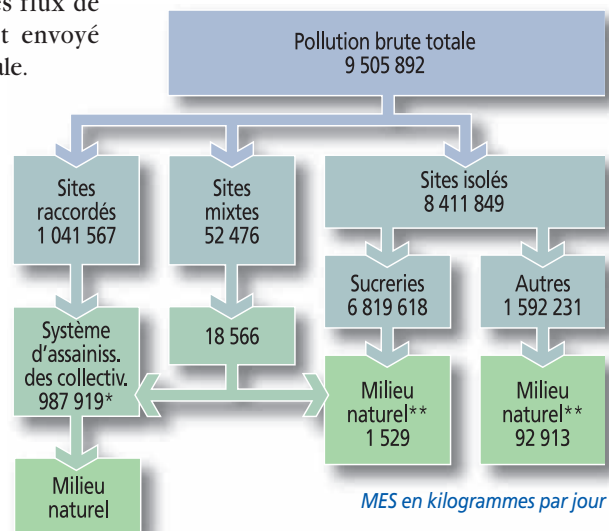 es flux de
t envoyé
ale.
Pollution brute totale
9 505 892
Sites
raccordés
1 041 567
Sites
mixtes
52 476
Sites isolés
8 411 849
Sucreries
6 819 618
Autres
1 592 231
Système
d'assainiss.
des collectiv.
987 919*
18 566
Milieu
naturel**
1 529
Milieu
naturel**
92 913
Milieu
naturel
MES en kilogrammes par jour